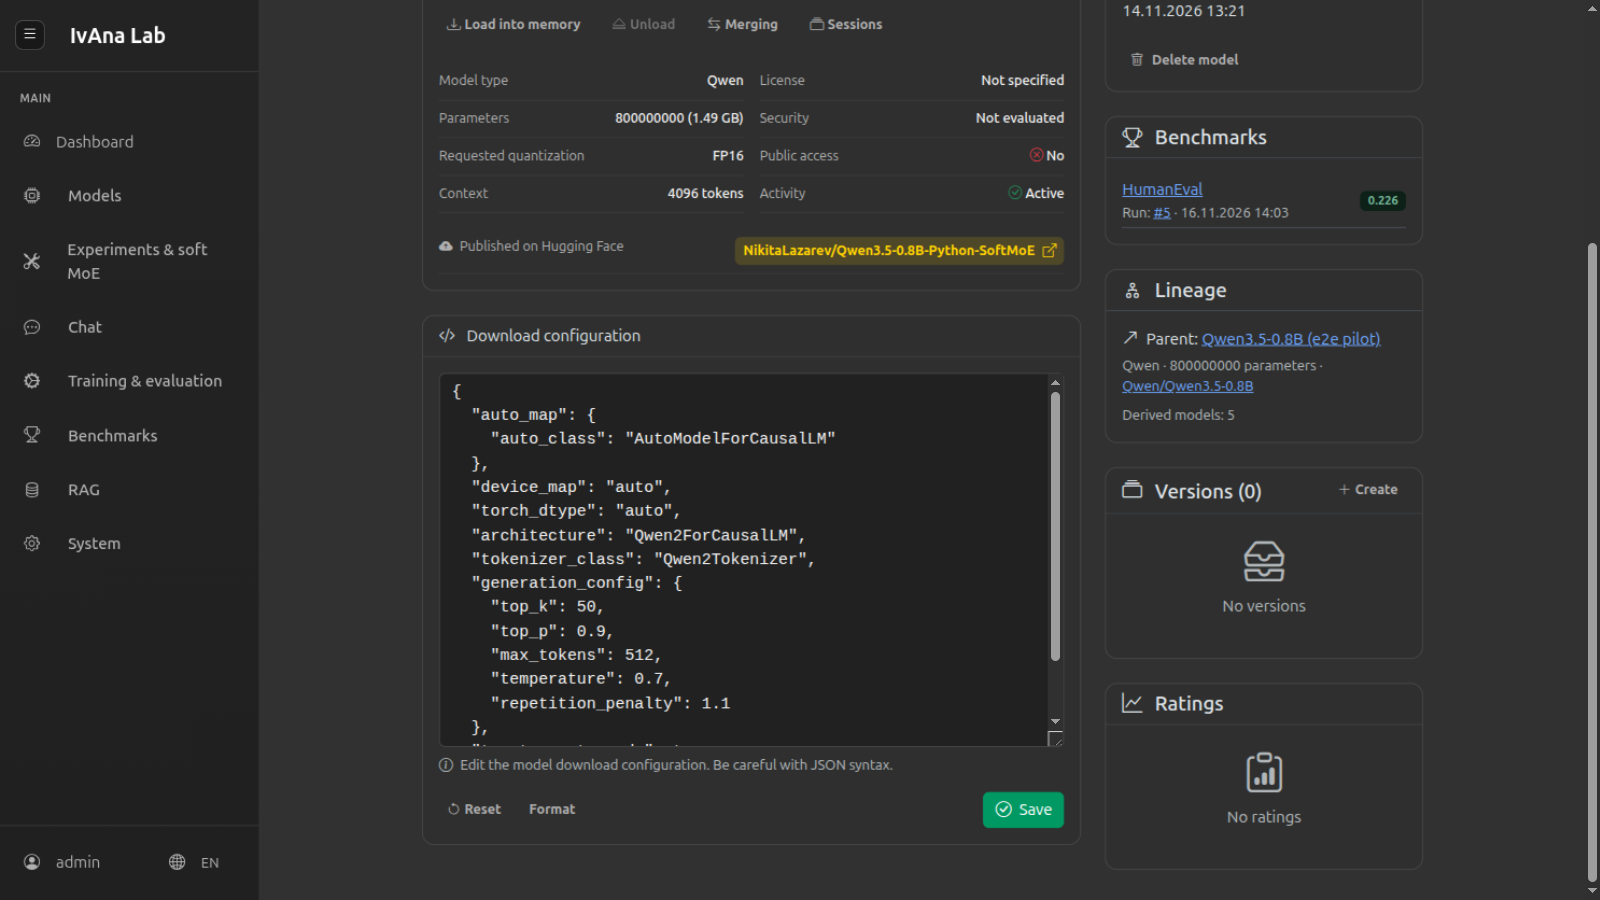 IvAna Lab
MAIN
Dashboard
Models
Experiments & soft
MoE
Chat
Training & evaluation
Benchmarks
RAG
System
admin
EN
Load into memory
Unload
Merging
Sessions
Model type Qwen
License Not specified
Parameters 800000000 (1.49 GB)
Security Not evaluated
Requested quantization FP16
Public access No
Context 4096 tokens
Activity Active
Published on Hugging Face
NikitaLazarev/Qwen3.5-0.8B-Python-SoftMoE
Download configuration
{
"auto_map": {
"auto_class": "AutoModelForCausalLM"
},
"device_map": "auto",
"torch_dtype": "auto",
"architecture": "Qwen2ForCausalLM",
"tokenizer_class": "Qwen2Tokenizer",
"generation_config": {
"top_k": 50,
"top_p": 0.9,
"max_tokens": 512,
"temperature": 0.7,
"repetition_penalty": 1.1
},
Edit the model download configuration. Be careful with JSON syntax.
Reset
Format
Save
14.11.2026 13:21
Delete model
Benchmarks
HumanEval
Run: #5 · 16.11.2026 14:03
0.226
Lineage
Parent: Qwen3.5-0.8B (e2e pilot)
Qwen · 800000000 parameters ·
Qwen/Qwen3.5-0.8B
Derived models: 5
Versions (0)
+ Create
No versions
Ratings
No ratings